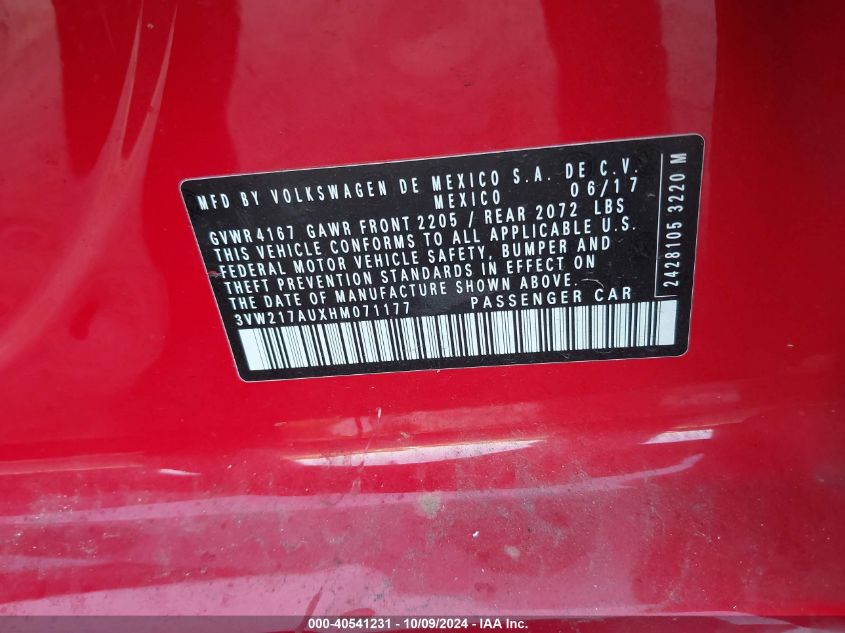 MFD BY VOLKSWAGEN DE MEXICO S.A. DE C.V.
MEXICO 06/17
GVWR 4167 GAWR FRONT 2205 / REAR 2072 LBS
THIS VEHICLE CONFORMS TO ALL APPLICABLE U.S.
FEDERAL MOTOR VEHICLE SAFETY, BUMPER AND
THEFT PREVENTION STANDARDS IN EFFECT ON
THE DATE OF MANUFACTURE SHOWN ABOVE.
3VW217AUXHM071177 PASSENGER CAR
2428105 3220 M
000-40541231 - 10/09/2024 - IAA Inc.